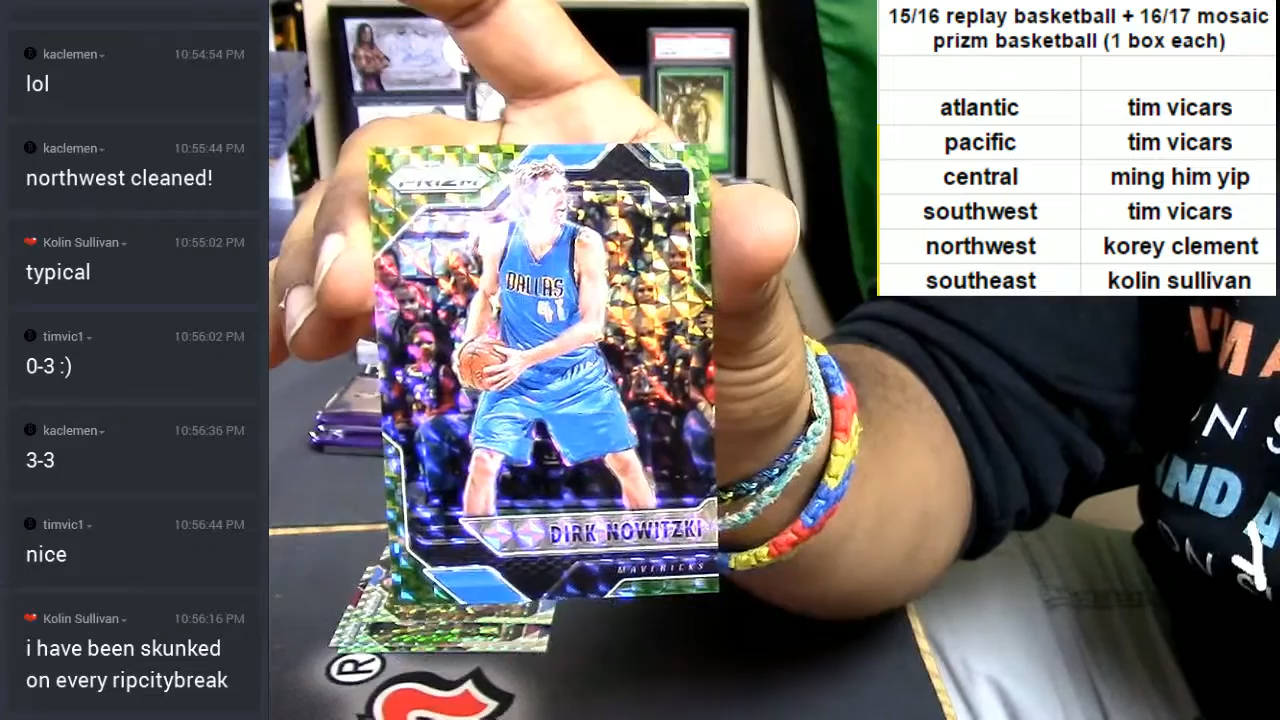 kaclemen
10:54:54 PM
lol
kaclemen
10:55:44 PM
northwest cleaned!
Kolin Sullivan
10:55:02 PM
typical
timvic1
10:56:02 PM
0-3 :)
kaclemen
10:56:36 PM
3-3
timvic1
10:56:44 PM
nice
Kolin Sullivan
10:56:16 PM
i have been skunked
on every ripcitybreak
PRIZM
DALLAS
41
DIRK NOWITZKI
MAVERICKS
®
15/16 replay basketball + 16/17 mosaic
prizm basketball (1 box each)
atlantic tim vicars
pacific tim vicars
central ming him yip
southwest tim vicars
northwest korey clement
southeast kolin sullivan
AND